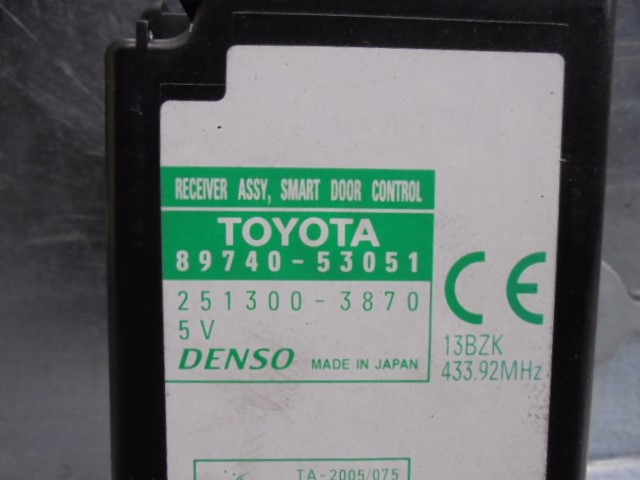 RECEIVER ASSY, SMART DOOR CONTROL
TOYOTA
89740-53051
251300-3870
5V
DENSO MADE IN JAPAN
CE
13BZK
433.92MHz
TA-2005/075